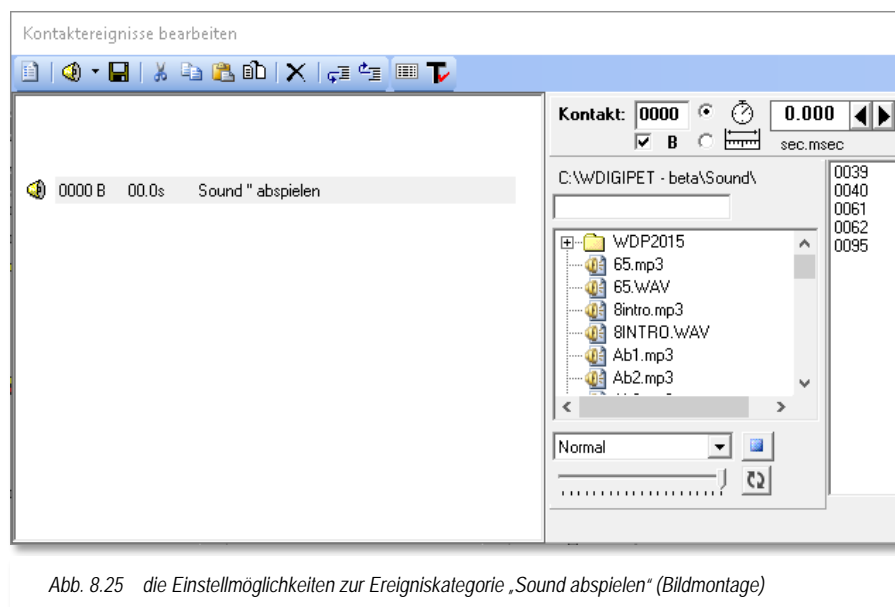 Kontaktereignisse bearbeiten
Kontakt: 0000
B
0.000
sec.msec
0000 B 00.0s Sound '' abspielen
C:\WDIGIPET - beta\Sound\
WDP2015
65.mp3
65.WAV
8intro.mp3
8INTRO.WAV
Ab1.mp3
Ab2.mp3
Normal
0039
0040
0061
0062
0095
Abb. 8.25 die Einstellmöglichkeiten zur Ereigniskategorie „Sound abspielen“ (Bildmontage)